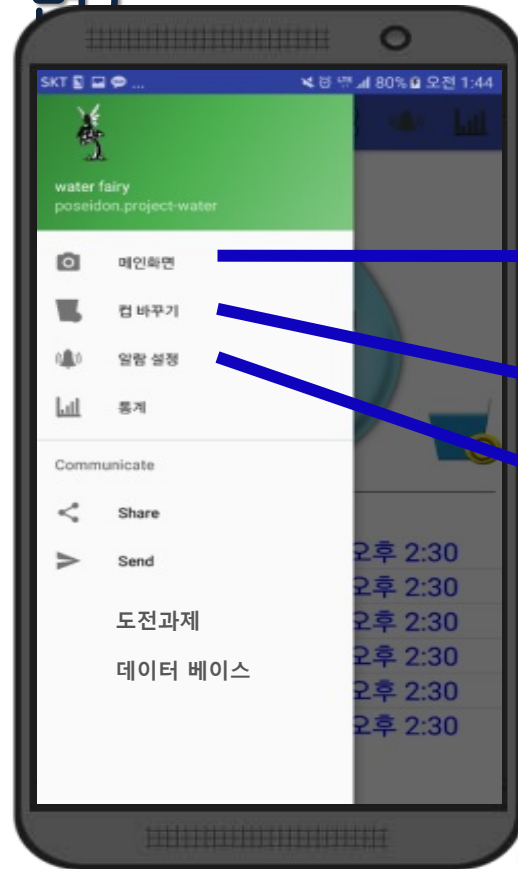 SKT ... 80% 오전 1:44
water fairy
poseidon.project-water
메인화면
컵 바꾸기
알람 설정
통계
Communicate
Share
Send
도전과제
데이터 베이스
오후 2:30
오후 2:30
오후 2:30
오후 2:30
오후 2:30
오후 2:30